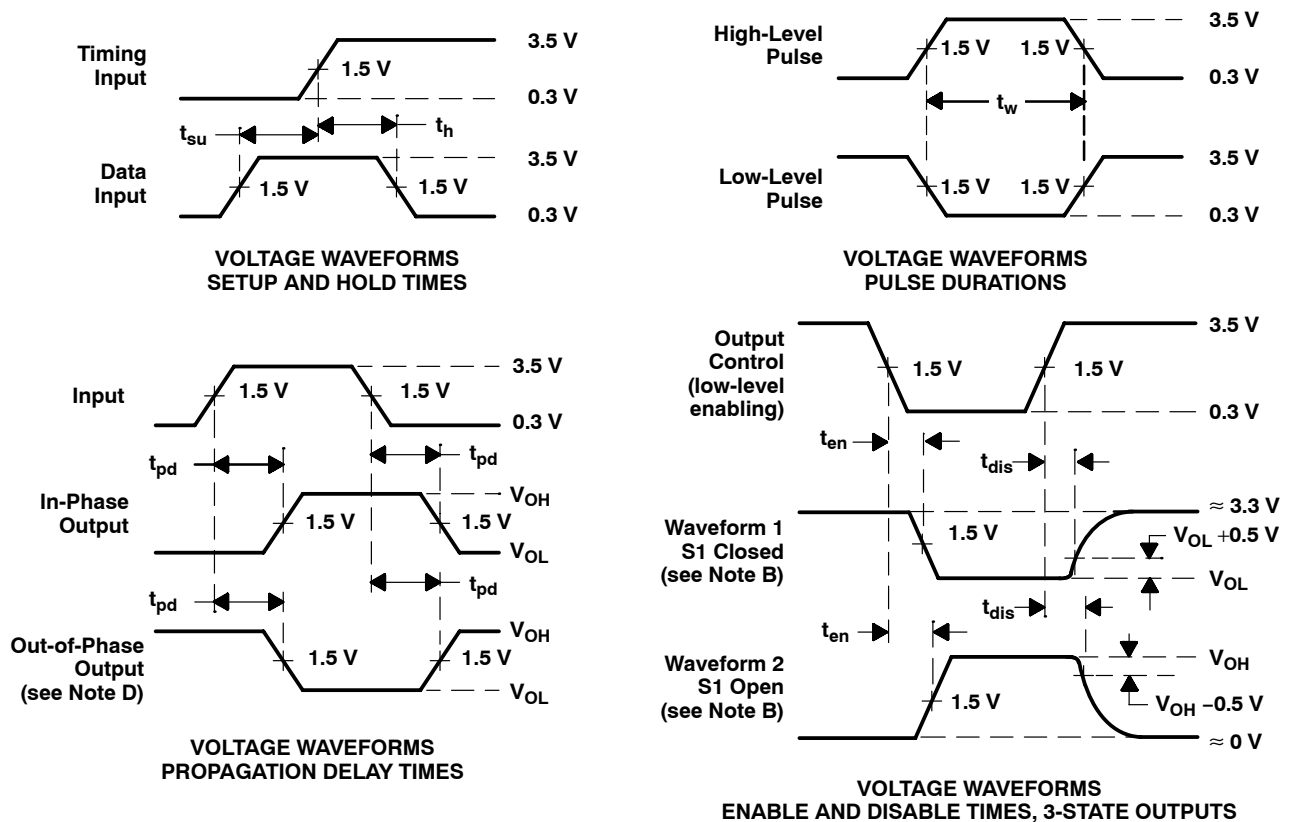 Timing
Input
3.5 V
1.5 V
0.3 V
tsu
th
Data
Input
3.5 V
1.5 V
1.5 V
0.3 V
VOLTAGE WAVEFORMS
SETUP AND HOLD TIMES
High-Level
Pulse
3.5 V
1.5 V
1.5 V
0.3 V
tw
Low-Level
Pulse
3.5 V
1.5 V
1.5 V
0.3 V
VOLTAGE WAVEFORMS
PULSE DURATIONS
Input
3.5 V
1.5 V
1.5 V
0.3 V
tpd
tpd
In-Phase
Output
VOH
1.5 V
1.5 V
VOL
tpd
tpd
Out-of-Phase
Output
(see Note D)
VOH
1.5 V
1.5 V
VOL
VOLTAGE WAVEFORMS
PROPAGATION DELAY TIMES
Output
Control
(low-level
enabling)
3.5 V
1.5 V
1.5 V
0.3 V
ten
tdis
Waveform 1
S1 Closed
(see Note B)
≈ 3.3 V
1.5 V
VOL +0.5 V
VOL
ten
tdis
Waveform 2
S1 Open
(see Note B)
VOH
1.5 V
VOH −0.5 V
≈ 0 V
VOLTAGE WAVEFORMS
ENABLE AND DISABLE TIMES, 3-STATE OUTPUTS